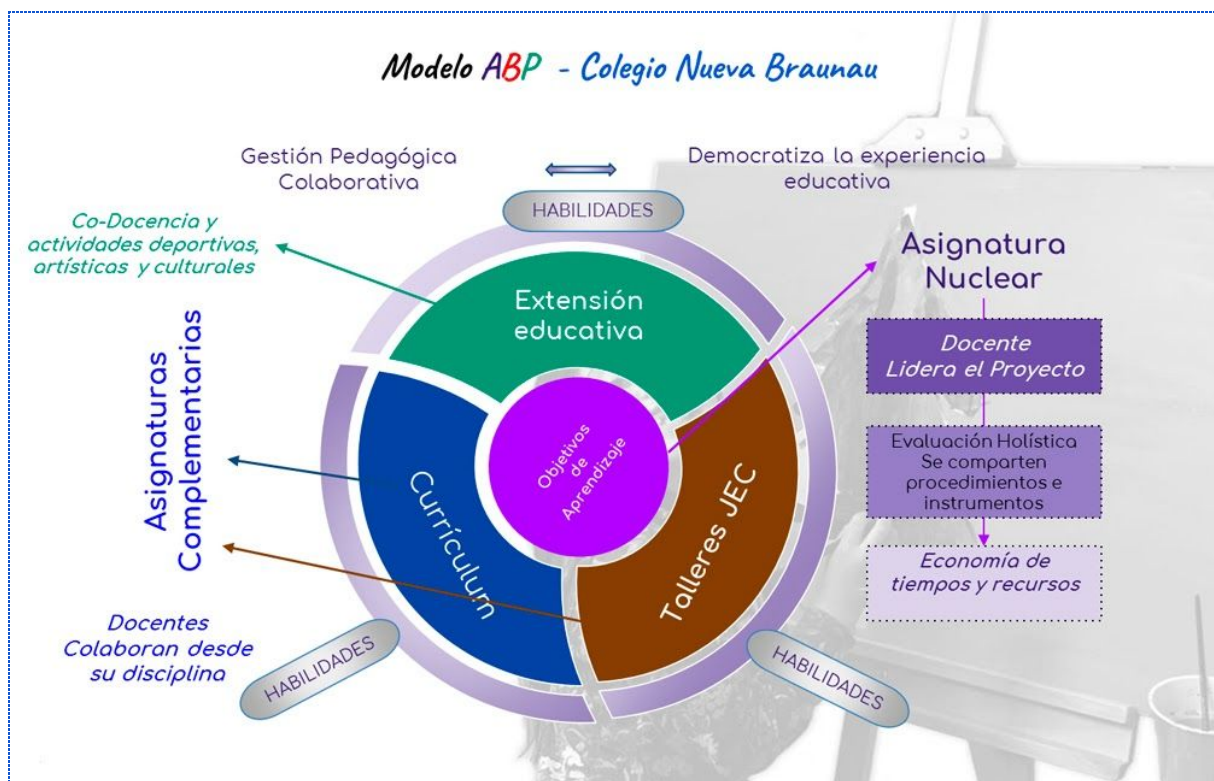 Modelo ABP - Colegio Nueva Braunau
Gestión Pedagógica
Colaborativa
Democratiza la experiencia
educativa
HABILIDADES
Co-Docencia y
actividades deportivas,
artísticas y culturales
Extensión
educativa
Asignatura
Nuclear
Docente
Lidera el Proyecto
Evaluación Holística
Se comparten
procedimientos e
instrumentos
Economía de
tiempos y recursos
Objetivos
de
Aprendizaje
Asignaturas
Complementarias
Currículum
Talleres JEC
Docentes
Colaboran desde
su disciplina
HABILIDADES
HABILIDADES